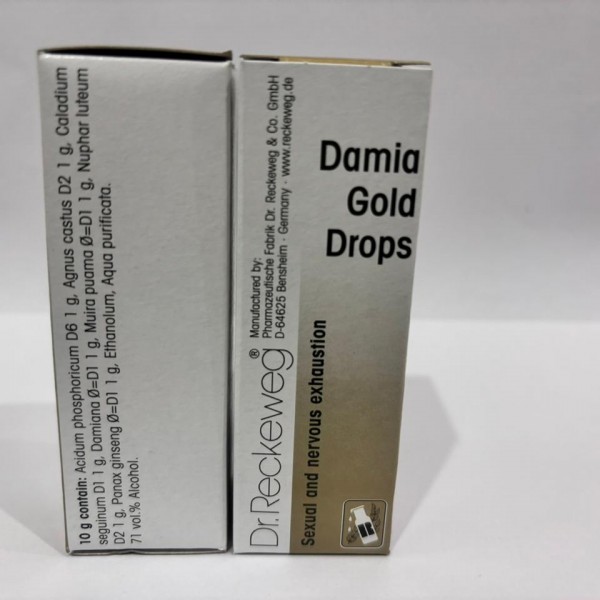 10 g contain: Acidum phosphoricum D6 1 g, Agnus castus D2 1 g, Caladium
seguinum D1 1 g, Damiana Ø=D1 1 g, Muira puama Ø=D1 1 g, Nuphar luteum
D2 1 g, Panax ginseng Ø=D1 1 g, Ethanolum, Aqua purificata.
71 vol.% Alcohol.
Dr.Reckeweg®
Manufactured by:
Pharmazeutische Fabrik Dr. Reckeweg & Co. GmbH
D-64625 Bensheim · Germany · www.reckeweg.de
Damia
Gold
Drops
Sexual and nervous exhaustion